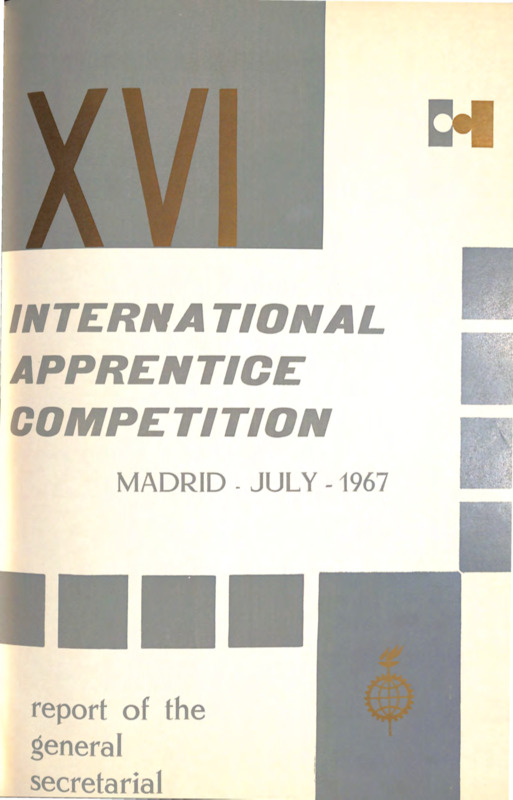 XVI
INTERNATIONAL
APPRENTICE
COMPETITION
MADRID - JULY - 1967
report of the
general
secretarial